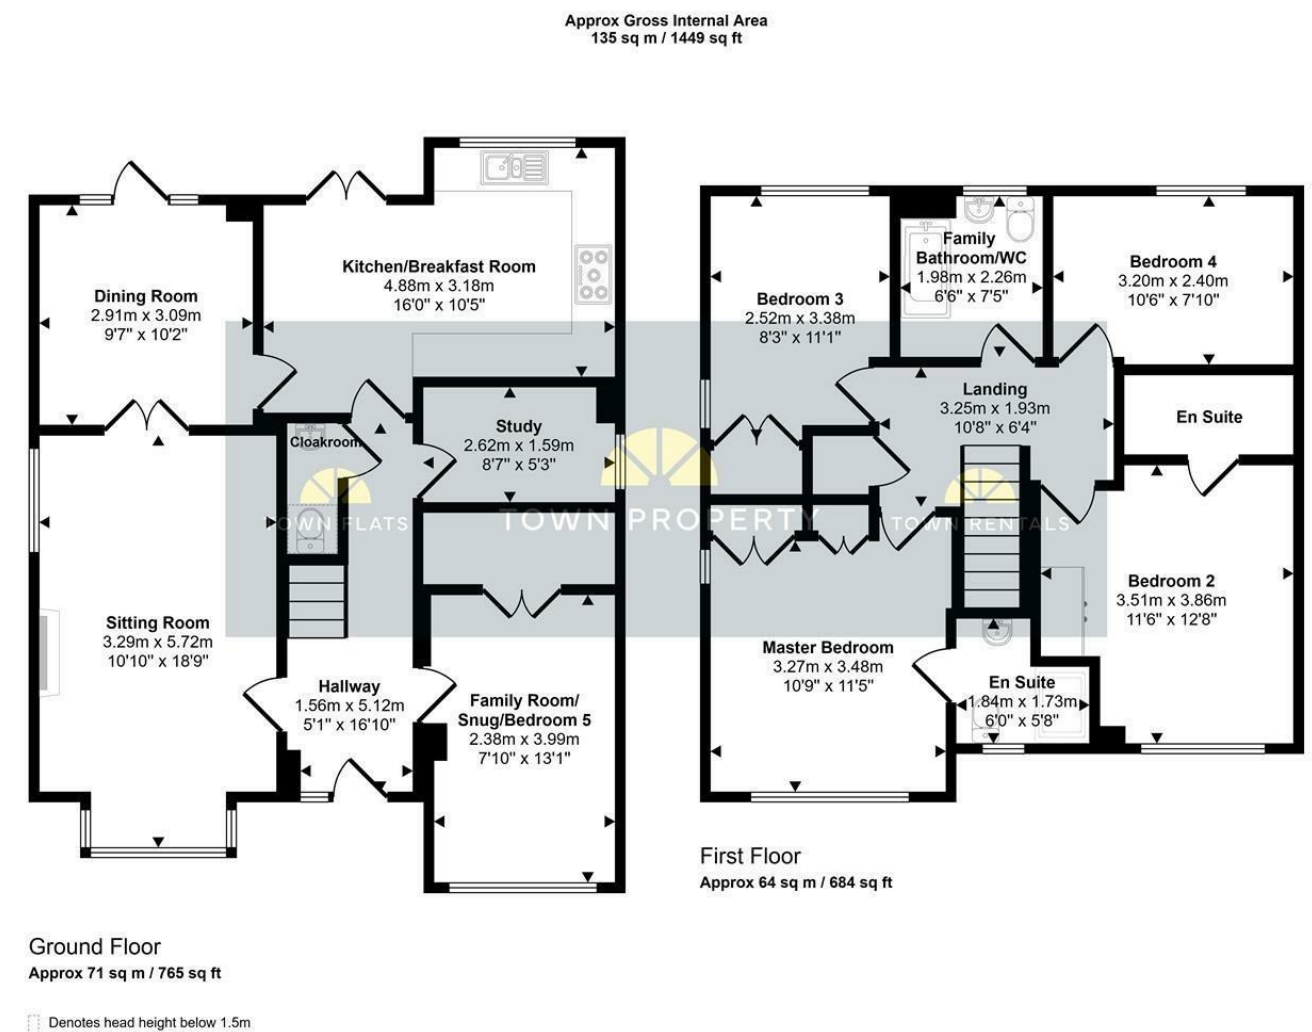 Approx Gross Internal Area
135 sq m / 1449 sq ft
Dining Room
2.91m x 3.09m
9'7" x 10'2"
Kitchen/Breakfast Room
4.88m x 3.18m
16'0" x 10'5"
Cloakroom
Study
2.62m x 1.59m
8'7" x 5'3"
Sitting Room
3.29m x 5.72m
10'10" x 18'9"
Hallway
1.56m x 5.12m
5'1" x 16'10"
Family Room/
Snug/Bedroom 5
2.38m x 3.99m
7'10" x 13'1"
Ground Floor
Approx 71 sq m / 765 sq ft
Denotes head height below 1.5m
Bedroom 3
2.52m x 3.38m
8'3" x 11'1"
Family
Bathroom/WC
1.98m x 2.26m
6'6" x 7'5"
Bedroom 4
3.20m x 2.40m
10'6" x 7'10"
Landing
3.25m x 1.93m
10'8" x 6'4"
En Suite
Bedroom 2
3.51m x 3.86m
11'6" x 12'8"
Master Bedroom
3.27m x 3.48m
10'9" x 11'5"
En Suite
1.84m x 1.73m
6'0" x 5'8"
First Floor
Approx 64 sq m / 684 sq ft
TOWN FLATS
TOWN PROPERTY
TOWN RENTALS